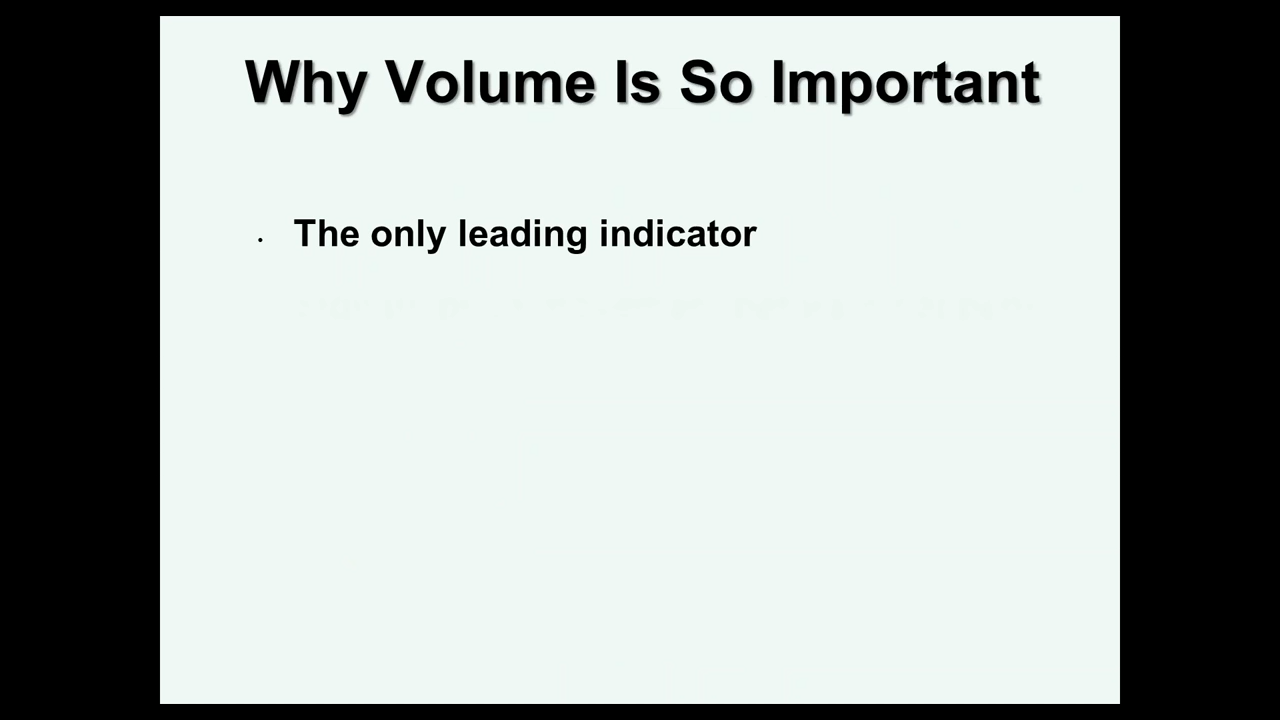 Why Volume Is So Important
• The only leading indicator